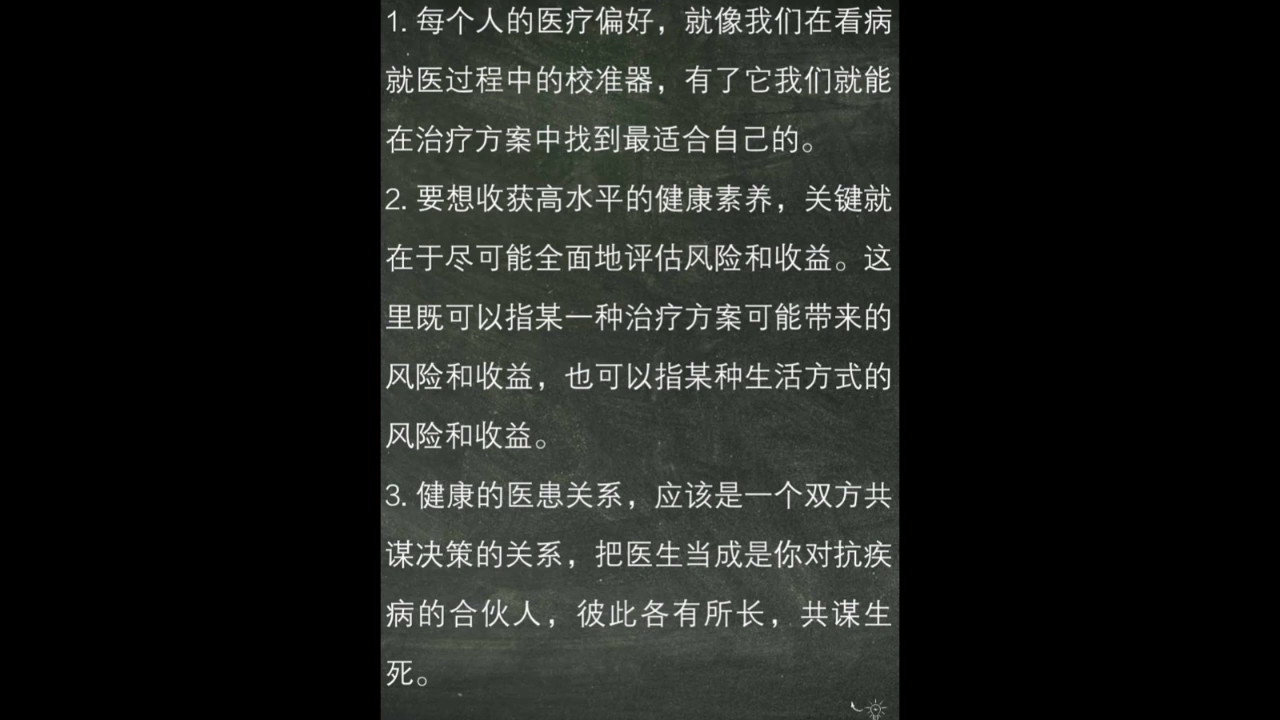 1. 每个人的医疗偏好，就像我们在看病
就医过程中的校准器，有了它我们就能
在治疗方案中找到最适合自己的。
2. 要想收获高水平的健康素养，关键就
在于尽可能全面地评估风险和收益。这
里既可以指某一种治疗方案可能带来的
风险和收益，也可以指某种生活方式的
风险和收益。
3. 健康的医患关系，应该是一个双方共
谋决策的关系，把医生当成是你对抗疾
病的合伙人，彼此各有所长，共谋生
死。